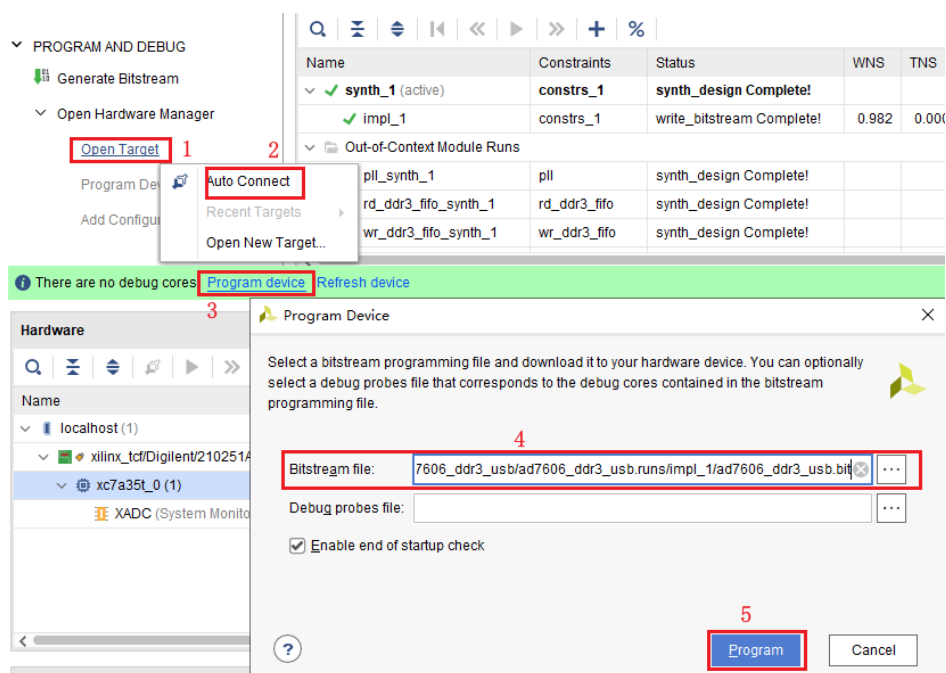 PROGRAM AND DEBUG
Generate Bitstream
Open Hardware Manager
Open Target 1
2
Auto Connect
Program Dev
Recent Targets
Add Configu
Open New Target...
Name Constraints Status WNS TNS
synth_1 (active) constrs_1 synth_design Complete!
impl_1 constrs_1 write_bitstream Complete! 0.982 0.000
Out-of-Context Module Runs
pll_synth_1 pll synth_design Complete!
rd_ddr3_fifo_synth_1 rd_ddr3_fifo synth_design Complete!
wr_ddr3_fifo_synth_1 wr_ddr3_fifo synth_design Complete!
There are no debug cores Program device Refresh device
3
Hardware
Name
localhost (1)
xilinx_tcf/Digilent/210251A
xc7a35t_0 (1)
XADC (System Monito
Program Device
Select a bitstream programming file and download it to your hardware device. You can optionally
select a debug probes file that corresponds to the debug cores contained in the bitstream
programming file.
4
Bitstream file: 7606_ddr3_usb/ad7606_ddr3_usb.runs/impl_1/ad7606_ddr3_usb.bit ...
Debug probes file: ...
Enable end of startup check
5
? Program Cancel